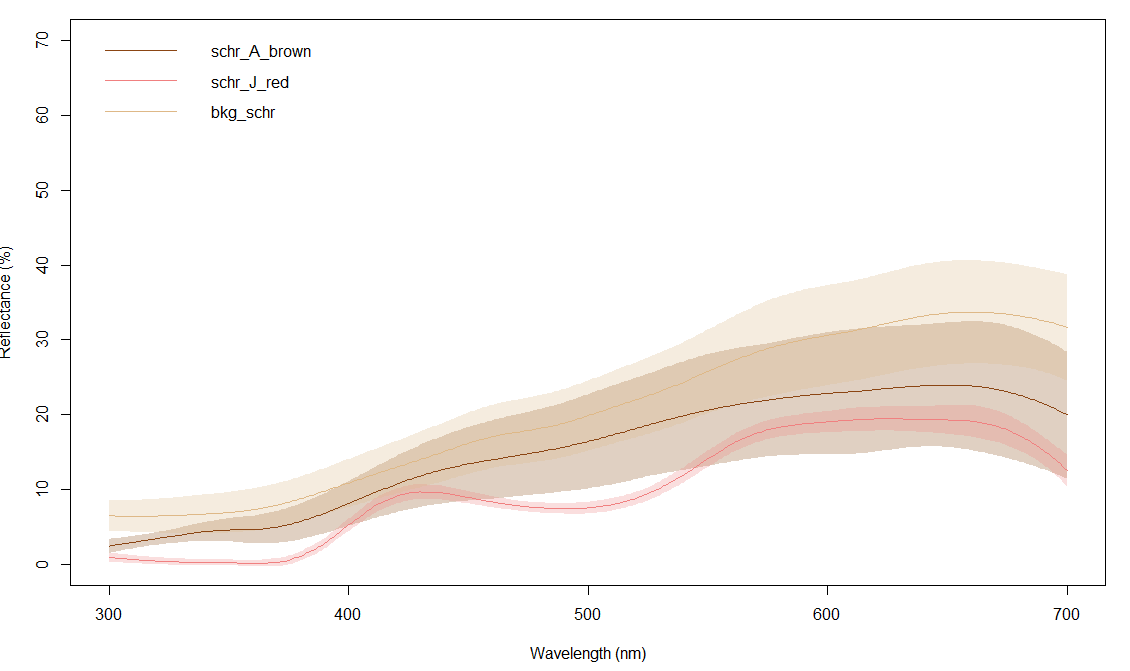 schr_A_brown
schr_J_red
bkg_schr
Reflectance (%)
70
60
50
40
30
20
10
0
300 400 500 600 700
Wavelength (nm)